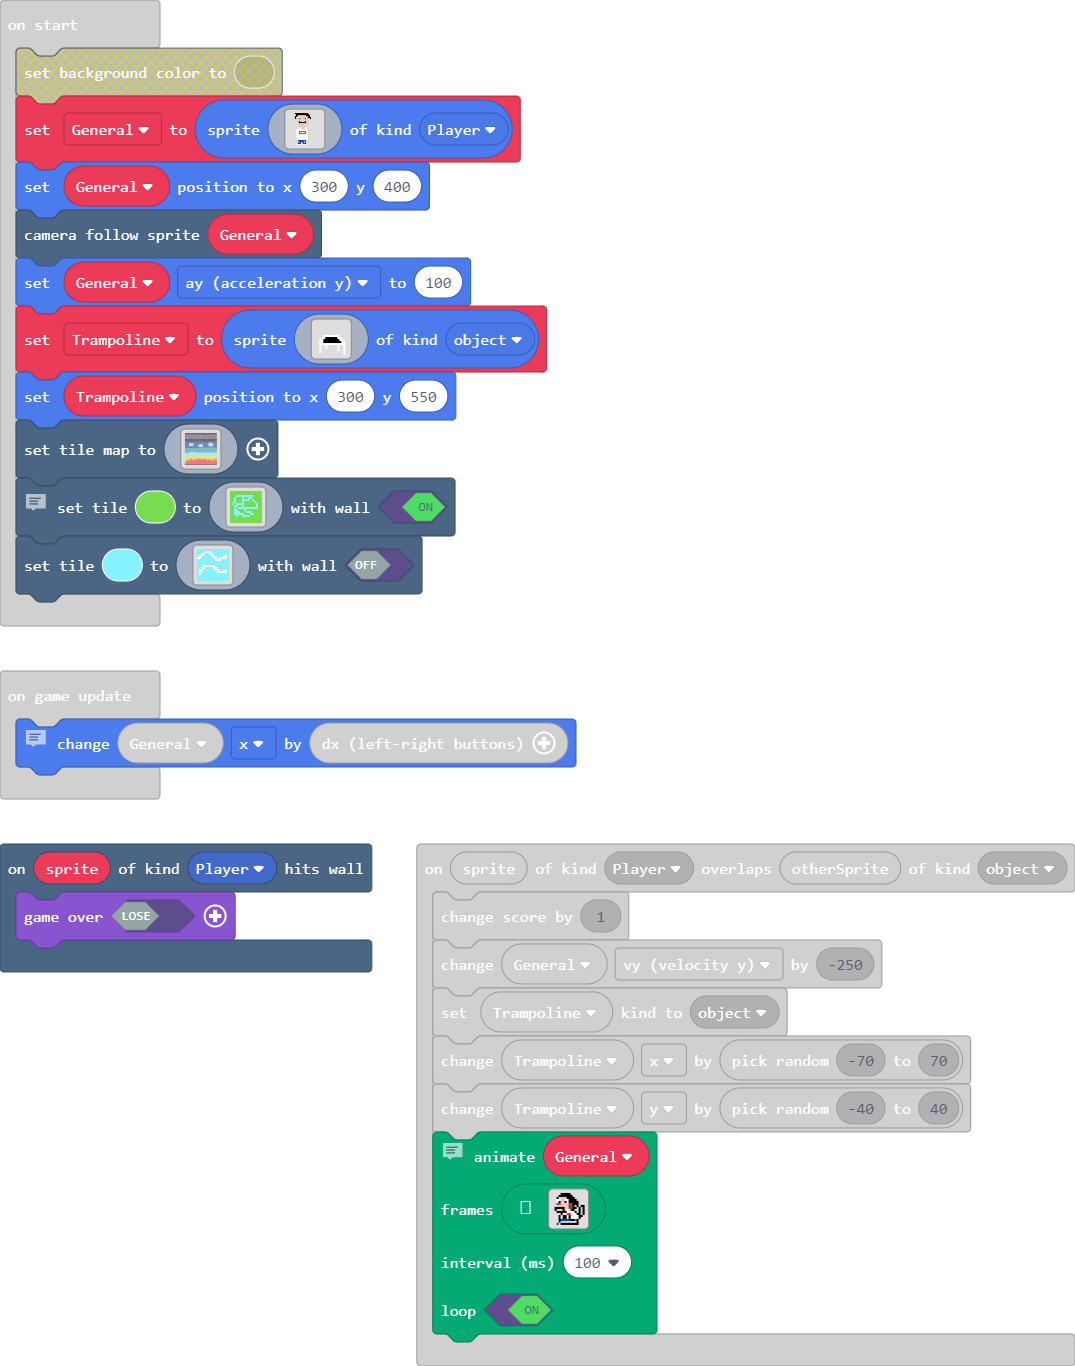 on start
set background color to
set General to sprite of kind Player
set General position to x 300 y 400
camera follow sprite General
set General ay (acceleration y) to 100
set Trampoline to sprite of kind object
set Trampoline position to x 300 y 550
set tile map to
set tile to with wall ON
set tile to with wall OFF
on game update
change General x by dx (left-right buttons)
on sprite of kind Player hits wall
game over LOSE
on sprite of kind Player overlaps otherSprite of kind object
change score by 1
change General vy (velocity y) by -250
set Trampoline kind to object
change Trampoline x by pick random -70 to 70
change Trampoline y by pick random -40 to 40
animate General
frames
interval (ms) 100
loop ON